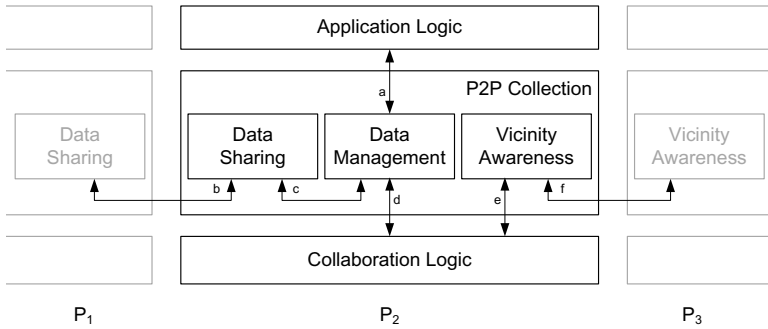 Application Logic
a
P2P Collection
Data
Sharing
Data
Sharing
Data
Management
Vicinity
Awareness
Vicinity
Awareness
b
c
d
e
f
Collaboration Logic
P1
P2
P3